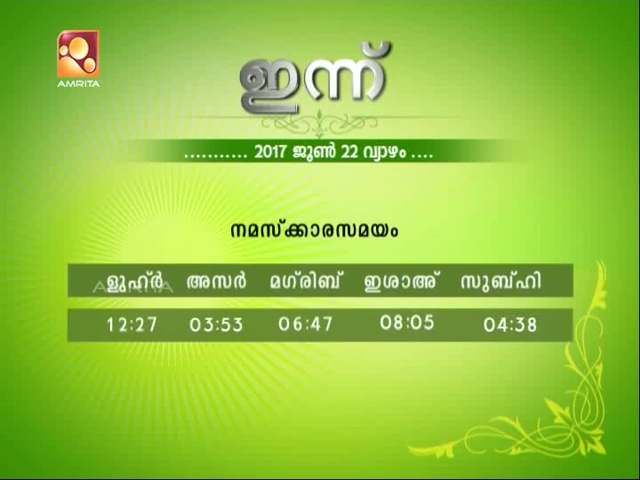 AMRITA
ഇന്ന്
........... 2017 ജൂൺ 22 വ്യാഴം ....
നമസ്ക്കാരസമയം
ളുഹ്ർ അസർ മഗ്‌രിബ് ഇശാഅ് സുബ്ഹി
AMRITA
12:27 03:53 06:47 08:05 04:38